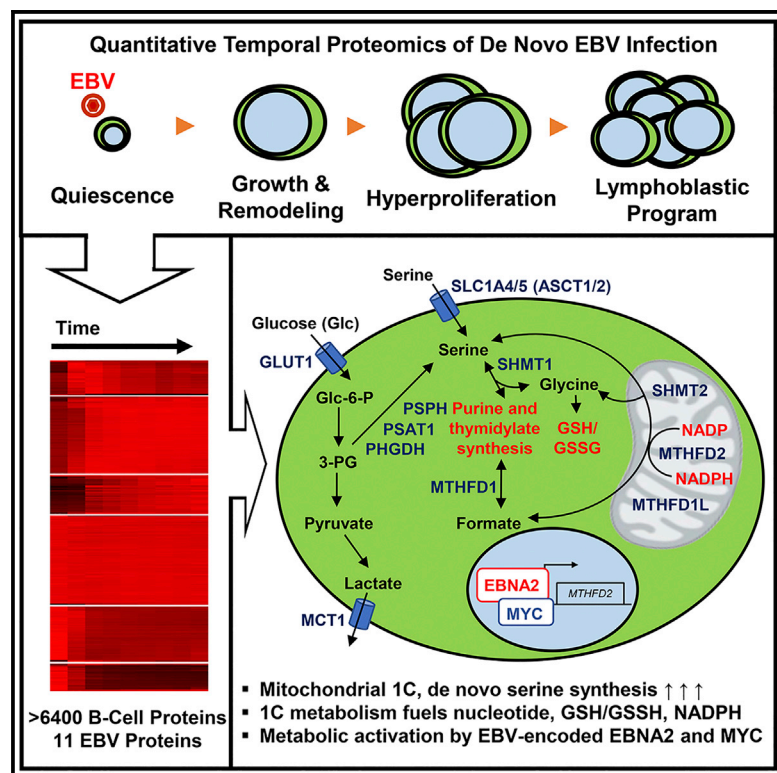 Quantitative Temporal Proteomics of De Novo EBV Infection
EBV
Quiescence
Growth &
Remodeling
Hyperproliferation
Lymphoblastic
Program
Time
>6400 B-Cell Proteins
11 EBV Proteins
Serine
SLC1A4/5 (ASCT1/2)
Glucose (Glc)
GLUT1
Serine
SHMT1
Glycine
SHMT2
Glc-6-P
PSPH
PSAT1
PHGDH
Purine and
thymidylate
synthesis
GSH/
GSSG
NADP
MTHFD2
NADPH
3-PG
MTHFD1
MTHFD1L
Pyruvate
Formate
Lactate
MCT1
EBNA2
MYC
MTHFD2
▪ Mitochondrial 1C, de novo serine synthesis ↑ ↑ ↑
▪ 1C metabolism fuels nucleotide, GSH/GSSH, NADPH
▪ Metabolic activation by EBV-encoded EBNA2 and MYC